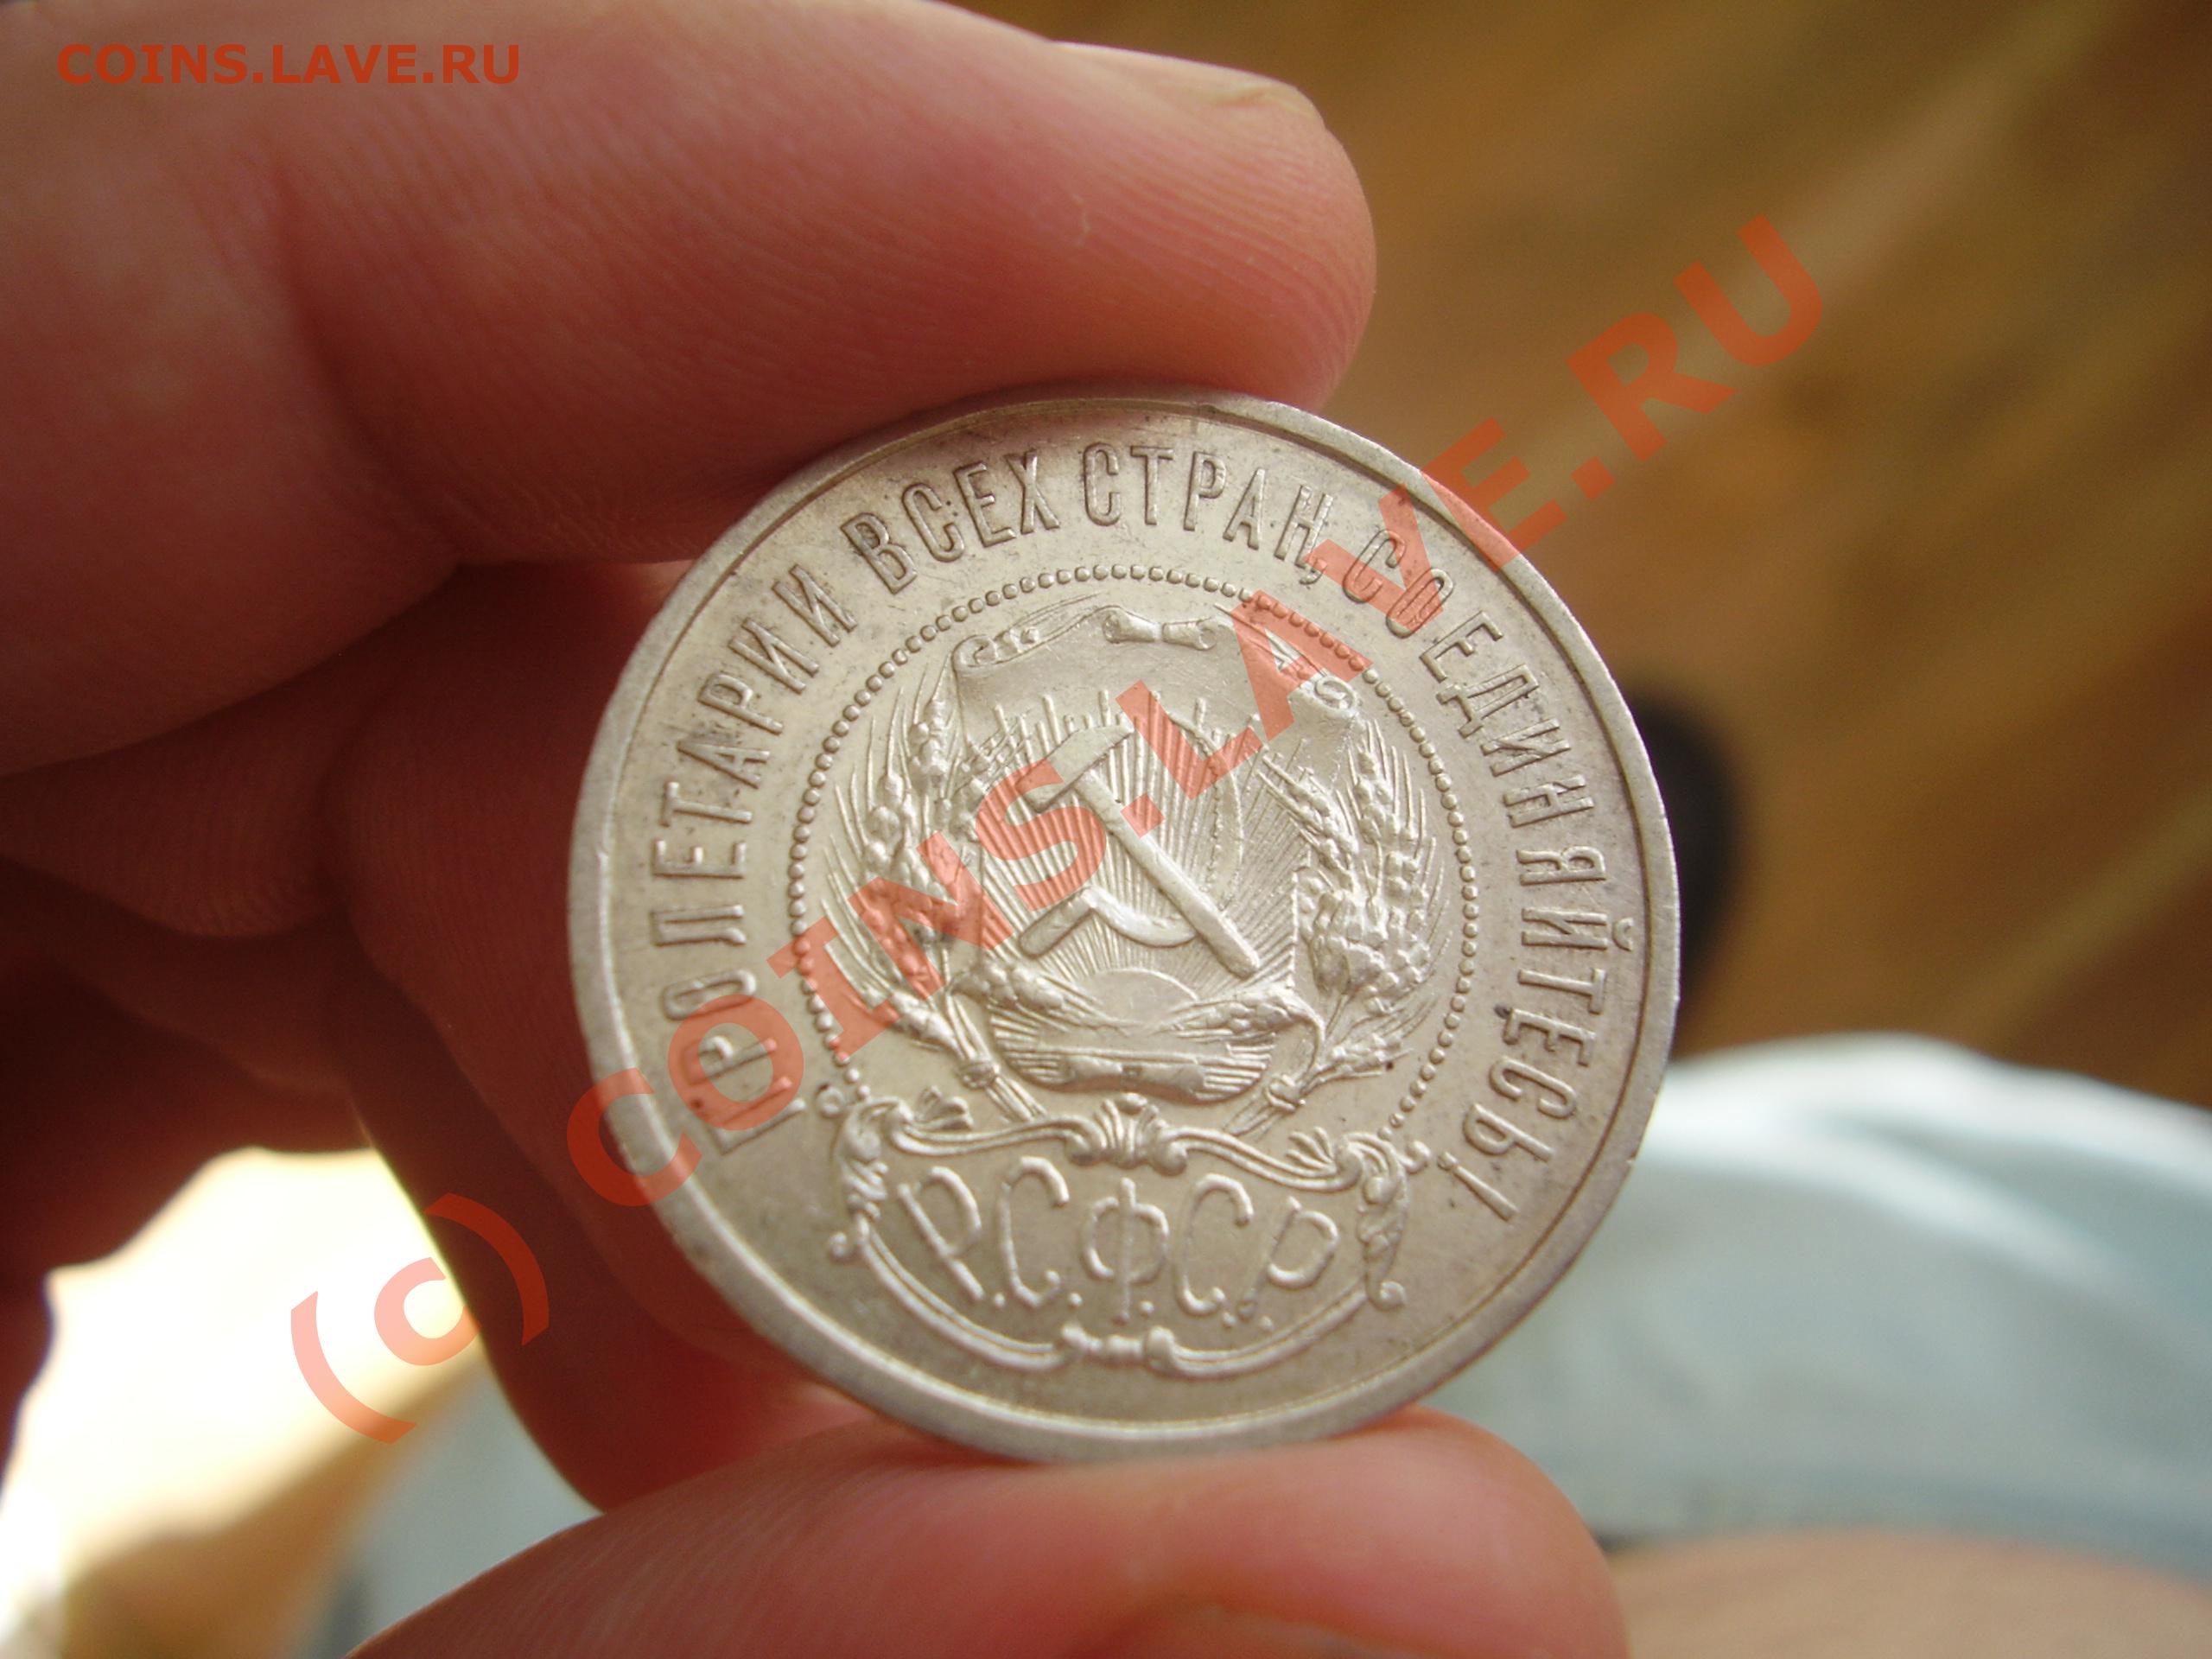 COINS.LAVE.RU
ПРОЛЕТАРИИ ВСЕХ СТРАН, СОЕДИНЯЙТЕСЬ!
Р.С.Ф.С.Р.
(c) COINS.LAVE.RU